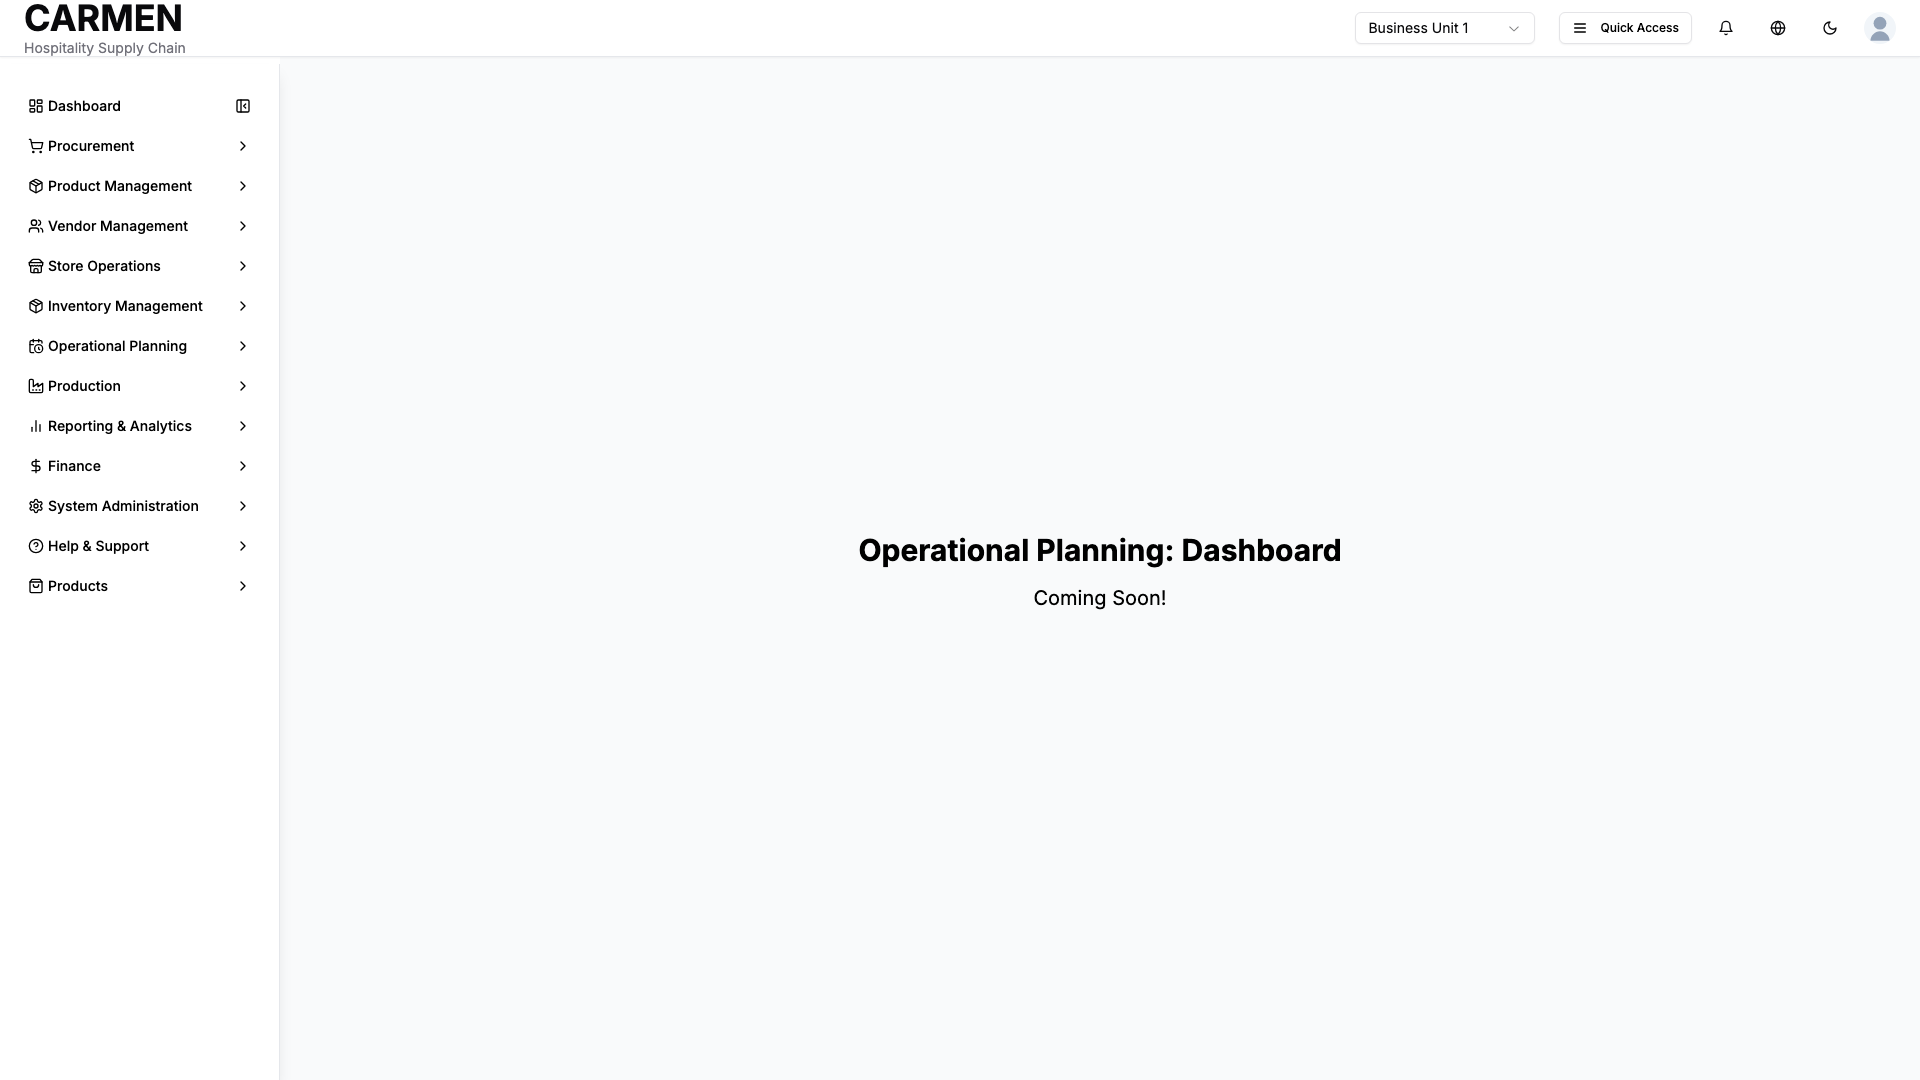 CARMEN
Hospitality Supply Chain
Business Unit 1
Quick Access
Dashboard
Procurement
Product Management
Vendor Management
Store Operations
Inventory Management
Operational Planning
Production
Reporting & Analytics
Finance
System Administration
Help & Support
Products
Operational Planning: Dashboard
Coming Soon!